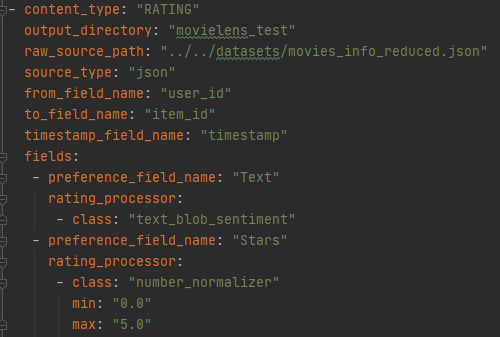 - content_type: "RATING"
  output_directory: "movielens_test"
  raw_source_path: "../../datasets/movies_info_reduced.json"
  source_type: "json"
  from_field_name: "user_id"
  to_field_name: "item_id"
  timestamp_field_name: "timestamp"
  fields:
   - preference_field_name: "Text"
     rating_processor:
      - class: "text_blob_sentiment"
   - preference_field_name: "Stars"
     rating_processor:
      - class: "number_normalizer"
        min: "0.0"
        max: "5.0"